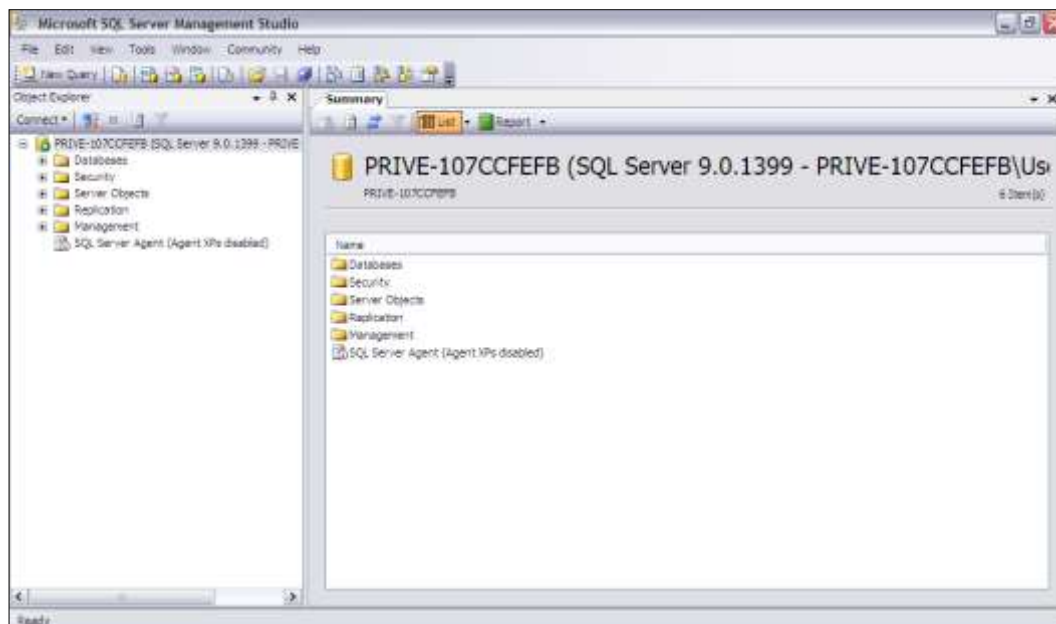 Microsoft SQL Server Management Studio
File Edit View Tools Window Community Help
New Query
Object Explorer
Connect
PRIVE-107CCFEFB (SQL Server 9.0.1399 - PRIVE
Databases
Security
Server Objects
Replication
Management
SQL Server Agent (Agent XPs disabled)
Summary
List Report
PRIVE-107CCFEFB (SQL Server 9.0.1399 - PRIVE-107CCFEFB\Us
PRIVE-107CCFEFB
6 Item(s)
Name
Databases
Security
Server Objects
Replication
Management
SQL Server Agent (Agent XPs disabled)
Ready